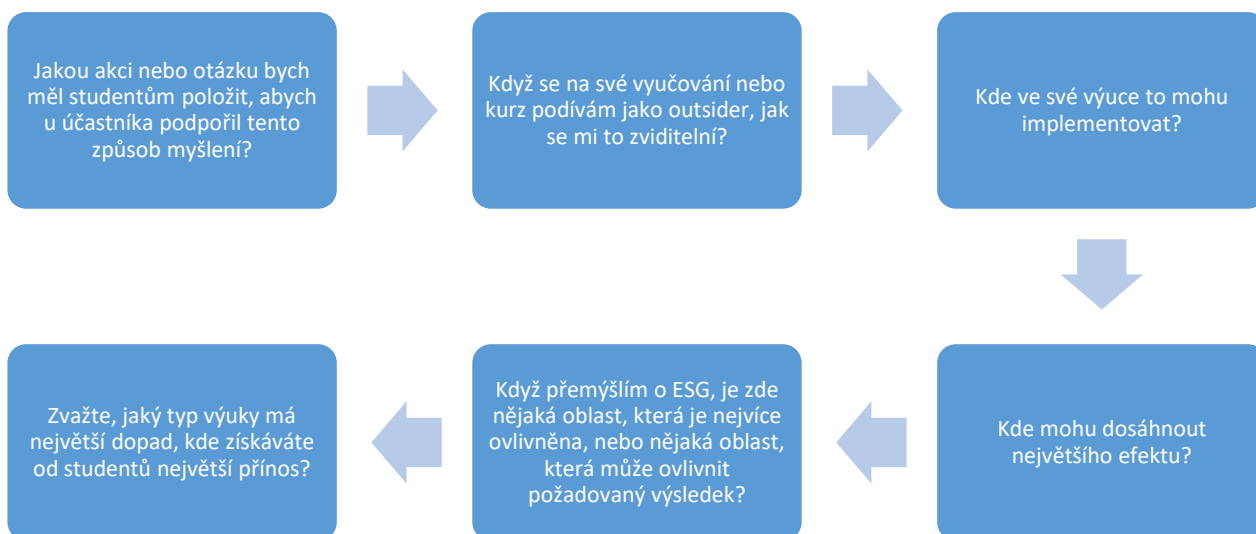 Jakou akci nebo otázku bych
měl studentům položit, abych
u účastníka podpořil tento
způsob myšlení?
Když se na své vyučování nebo
kurz podívám jako outsider, jak
se mi to zviditelní?
Kde ve své výuce to mohu
implementovat?
Kde mohu dosáhnout
největšího efektu?
Když přemýšlím o ESG, je zde
nějaká oblast, která je nejvíce
ovlivněna, nebo nějaká oblast,
která může ovlivnit
požadovaný výsledek?
Zvažte, jaký typ výuky má
největší dopad, kde získáváte
od studentů největší přínos?